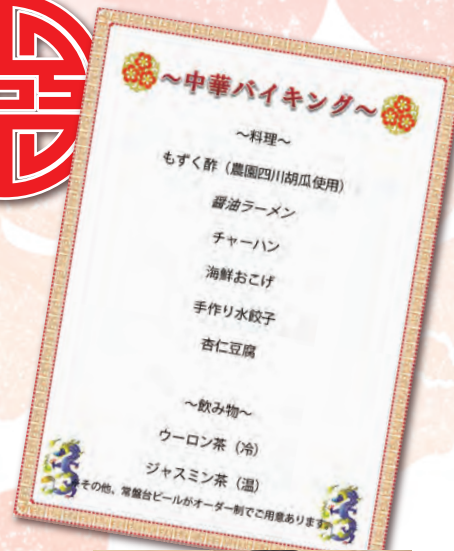 ～中華バイキング～
～料理～
もずく酢（農園四川胡瓜使用）
醤油ラーメン
チャーハン
海鮮おこげ
手作り水餃子
杏仁豆腐
～飲み物～
ウーロン茶（冷）
ジャスミン茶（温）
その他、常盤台ビールがオーダー制でご用意あります